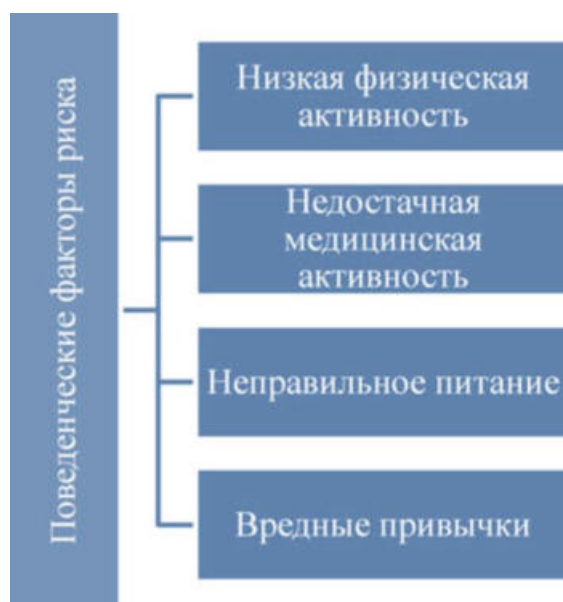 Поведенческие факторы риска
Низкая физическая
активность
Недостачная
медицинская
активность
Неправильное питание
Вредные привычки